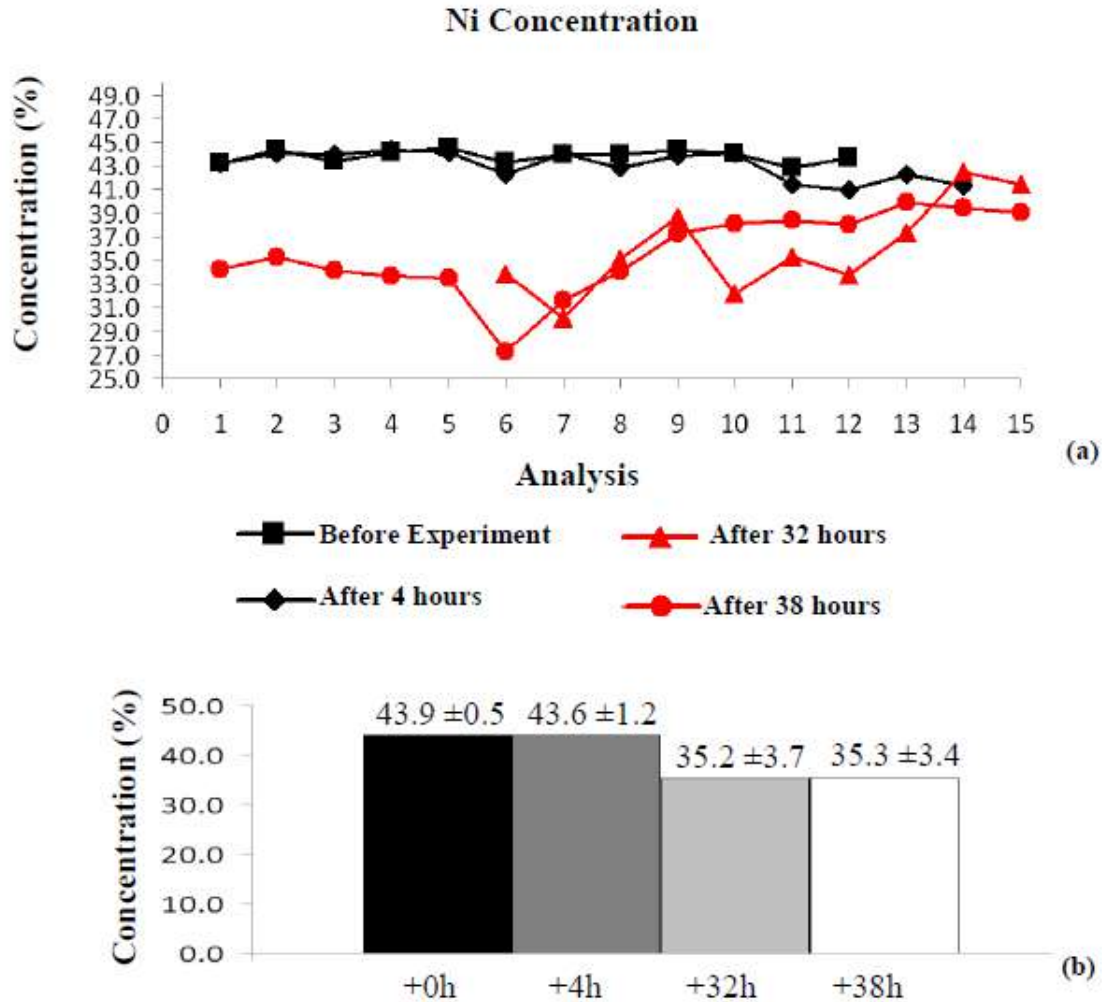 Ni Concentration
Concentration (%)
49.0
47.0
45.0
43.0
41.0
39.0
37.0
35.0
33.0
31.0
29.0
27.0
25.0
0 1 2 3 4 5 6 7 8 9 10 11 12 13 14 15
(a)
Analysis
Before Experiment
After 32 hours
After 4 hours
After 38 hours
Concentration (%)
50.0
40.0
30.0
20.0
10.0
0.0
43.9 ±0.5
43.6 ±1.2
35.2 ±3.7
35.3 ±3.4
+0h +4h +32h +38h
(b)